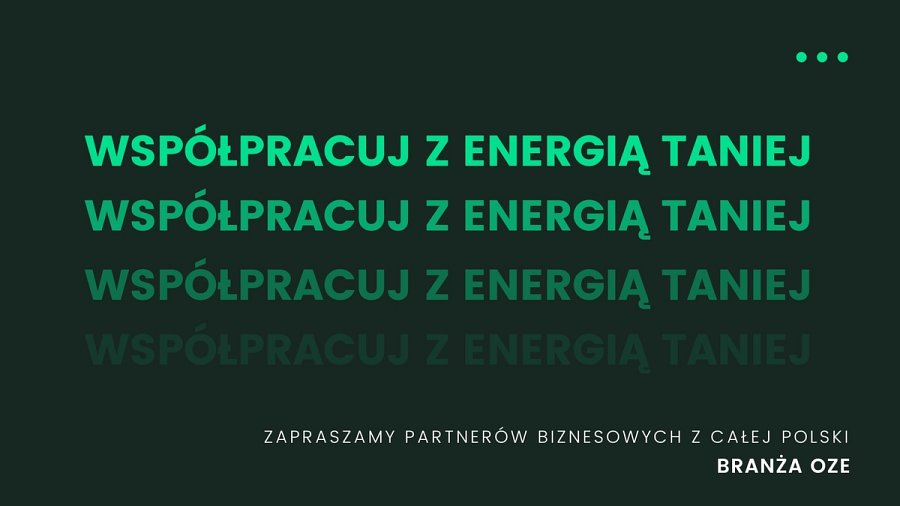 WSPÓŁPRACUJ Z ENERGIĄ TANIEJ
WSPÓŁPRACUJ Z ENERGIĄ TANIEJ
WSPÓŁPRACUJ Z ENERGIĄ TANIEJ
WSPÓŁPRACUJ Z ENERGIĄ TANIEJ
ZAPRASZAMY PARTNERÓW BIZNESOWYCH Z CAŁEJ POLSKI
BRANŻA OZE